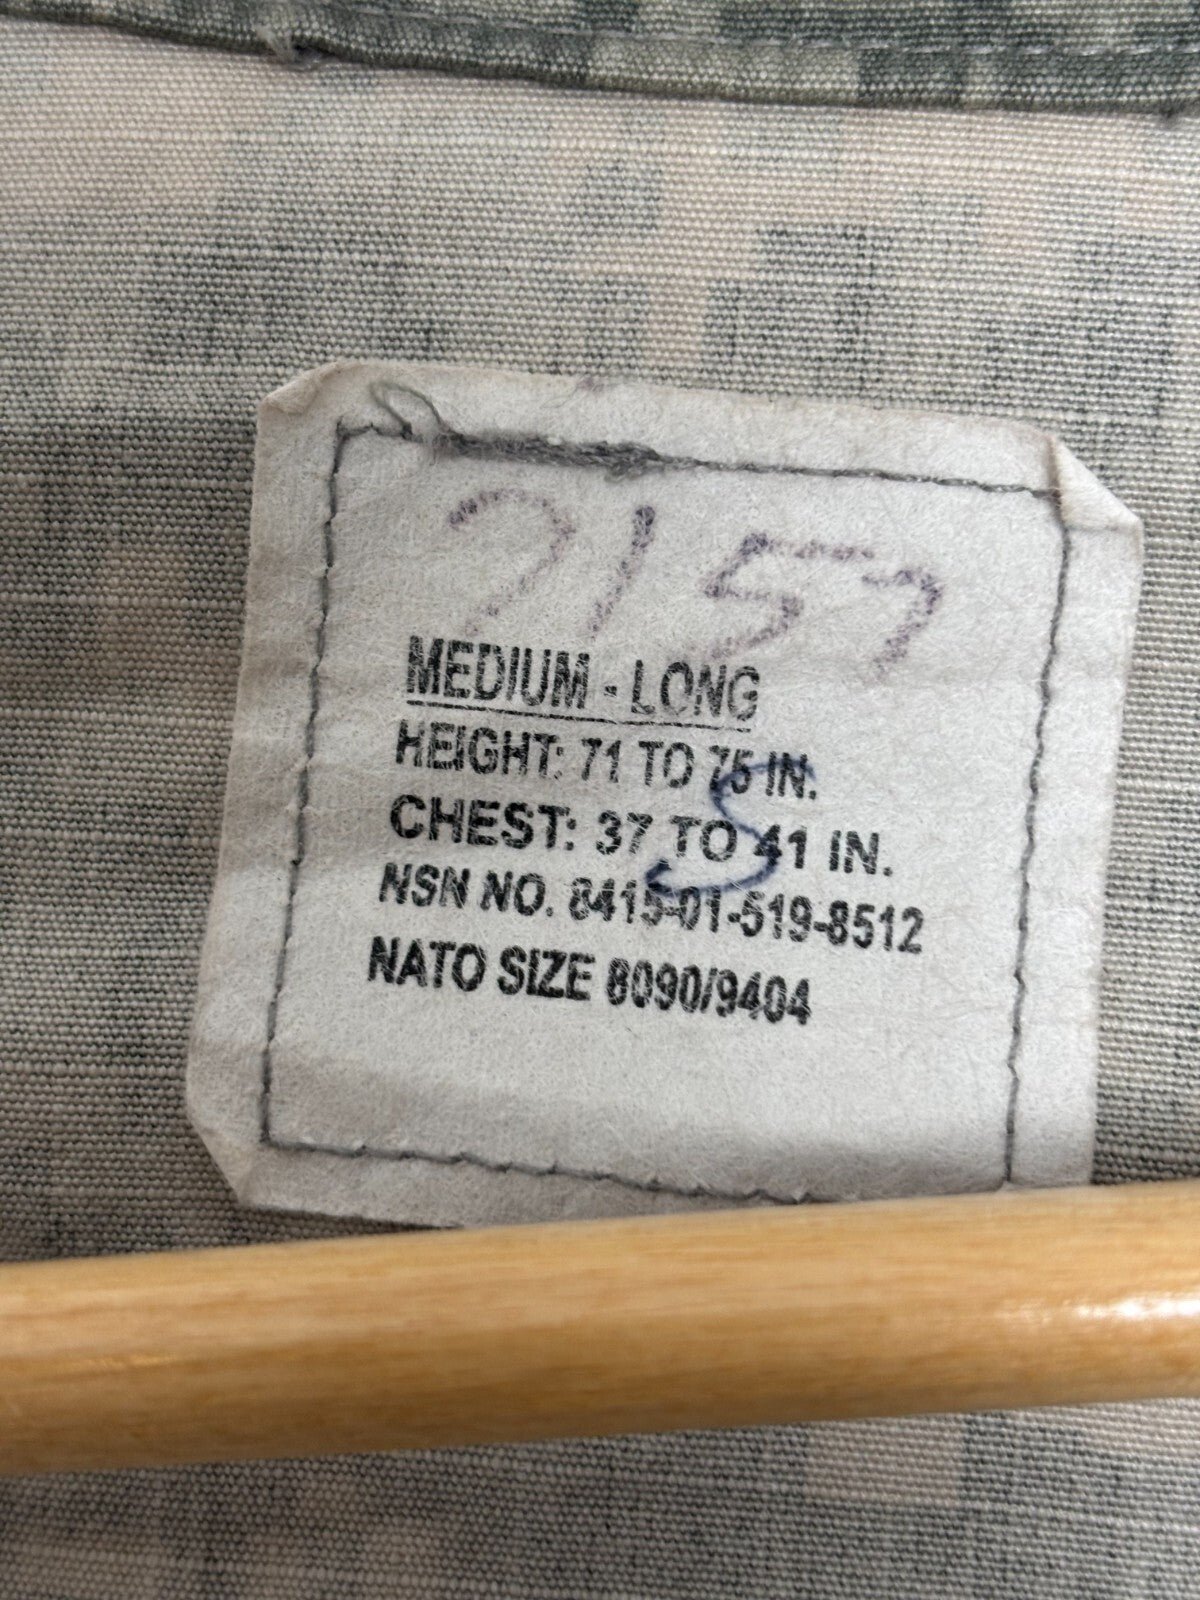 7157
MEDIUM - LONG
HEIGHT: 71 TO 75 IN.
S
CHEST: 37 TO 41 IN.
NSN NO. 8415-01-519-8512
NATO SIZE 8090/9404